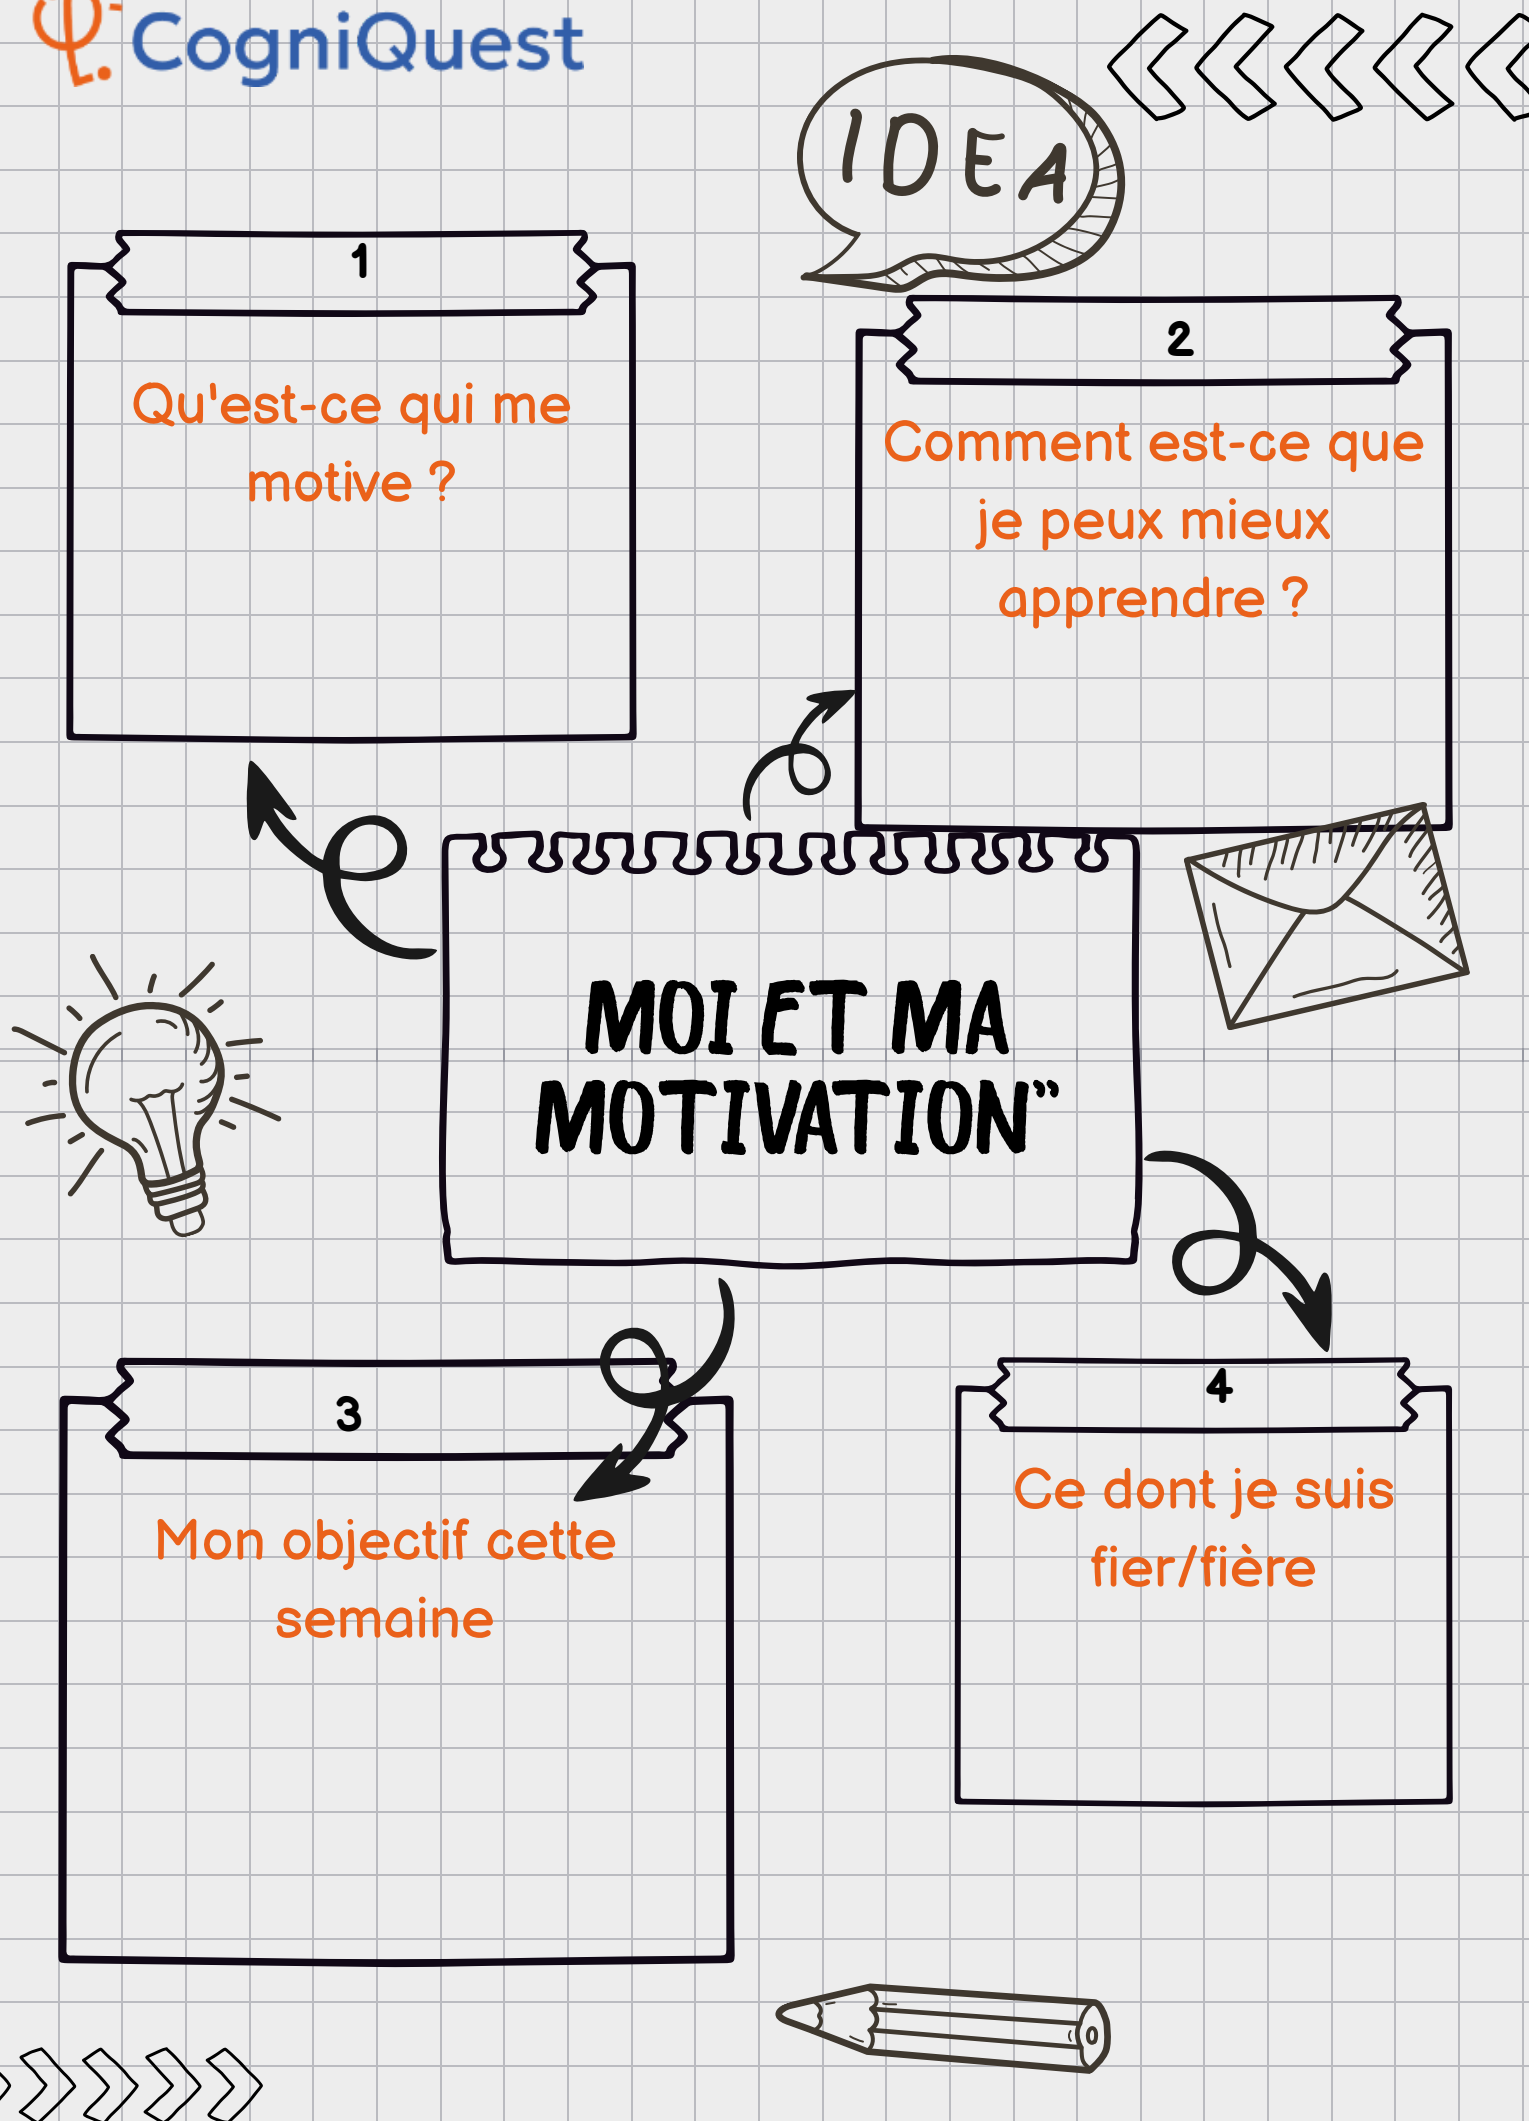 CogniQuest
IDEA
1
Qu'est-ce qui me
motive ?
2
Comment est-ce que
je peux mieux
apprendre ?
MOI ET MA
MOTIVATION”
3
Mon objectif cette
semaine
4
Ce dont je suis
fier/fière